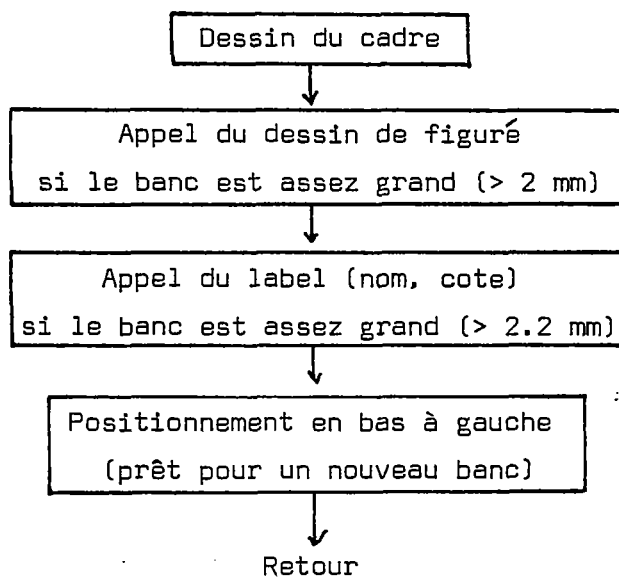 Dessin du cadre
Appel du dessin de figuré
si le banc est assez grand (> 2 mm)
Appel du label (nom, cote)
si le banc est assez grand (> 2.2 mm)
Positionnement en bas à gauche
(prêt pour un nouveau banc)
Retour